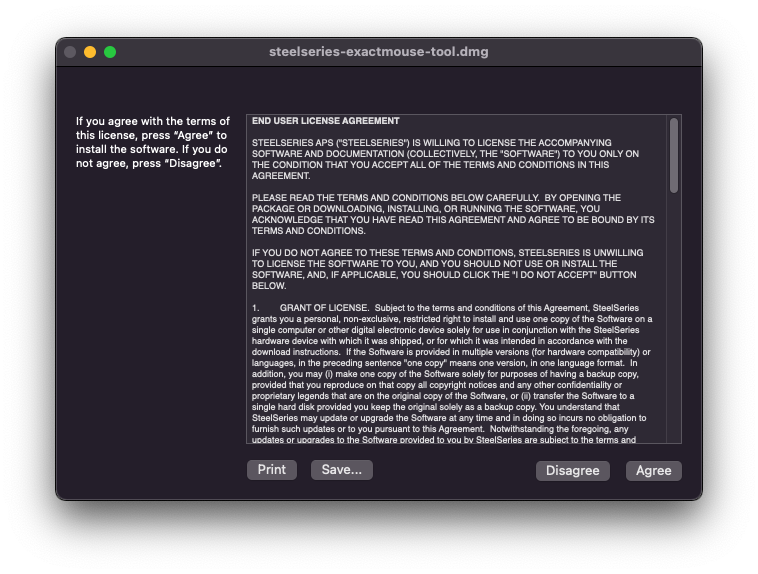 steelseries-exactmouse-tool.dmg
If you agree with the terms of
this license, press “Agree” to
install the software. If you do
not agree, press “Disagree”.
END USER LICENSE AGREEMENT
STEELSERIES APS ("STEELSERIES") IS WILLING TO LICENSE THE ACCOMPANYING
SOFTWARE AND DOCUMENTATION (COLLECTIVELY, THE "SOFTWARE") TO YOU ONLY ON
THE CONDITION THAT YOU ACCEPT ALL OF THE TERMS AND CONDITIONS IN THIS
AGREEMENT.
PLEASE READ THE TERMS AND CONDITIONS BELOW CAREFULLY.  BY OPENING THE
PACKAGE OR DOWNLOADING, INSTALLING, OR RUNNING THE SOFTWARE, YOU
ACKNOWLEDGE THAT YOU HAVE READ THIS AGREEMENT AND AGREE TO BE BOUND BY ITS
TERMS AND CONDITIONS.
IF YOU DO NOT AGREE TO THESE TERMS AND CONDITIONS, STEELSERIES IS UNWILLING
TO LICENSE THE SOFTWARE TO YOU, AND YOU SHOULD NOT USE OR INSTALL THE
SOFTWARE, AND, IF APPLICABLE, YOU SHOULD CLICK THE "I DO NOT ACCEPT" BUTTON
BELOW.
1. GRANT OF LICENSE.  Subject to the terms and conditions of this Agreement, SteelSeries
grants you a personal, non-exclusive, restricted right to install and use one copy of the Software on a
single computer or other digital electronic device solely for use in conjunction with the SteelSeries
hardware device with which it was shipped, or for which it was intended in accordance with the
download instructions.  If the Software is provided in multiple versions (for hardware compatibility) or
languages, in the preceding sentence "one copy" means one version, in one language format.  In
addition, you may (i) make one copy of the Software solely for purposes of having a backup copy,
provided that you reproduce on that copy all copyright notices and any other confidentiality or
proprietary legends that are on the original copy of the Software, or (ii) transfer the Software to a
single hard disk provided you keep the original solely as a backup copy. You understand that
SteelSeries may update or upgrade the Software at any time and in doing so incurs no obligation to
furnish such updates or to you pursuant to this Agreement.  Notwithstanding the foregoing, any
updates or upgrades to the Software provided to you by SteelSeries are subject to the terms and
Print
Save...
Disagree
Agree